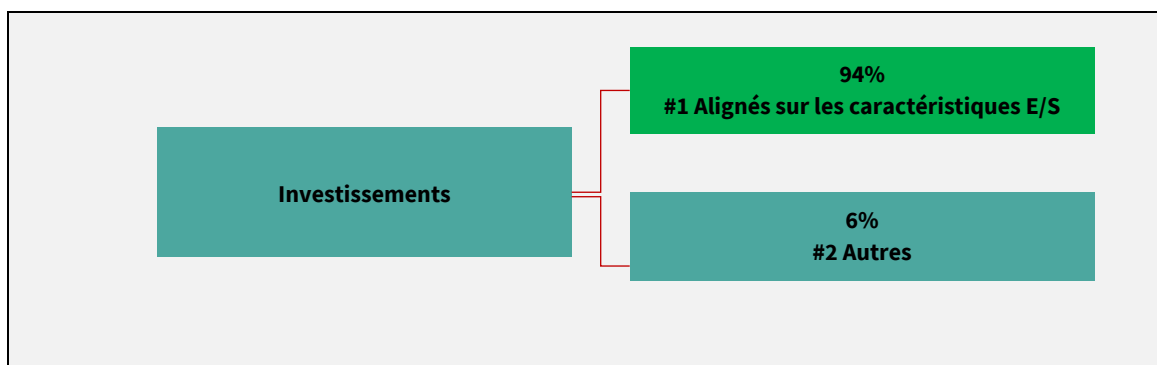 Investissements
94%
#1 Alignés sur les caractéristiques E/S
6%
#2 Autres